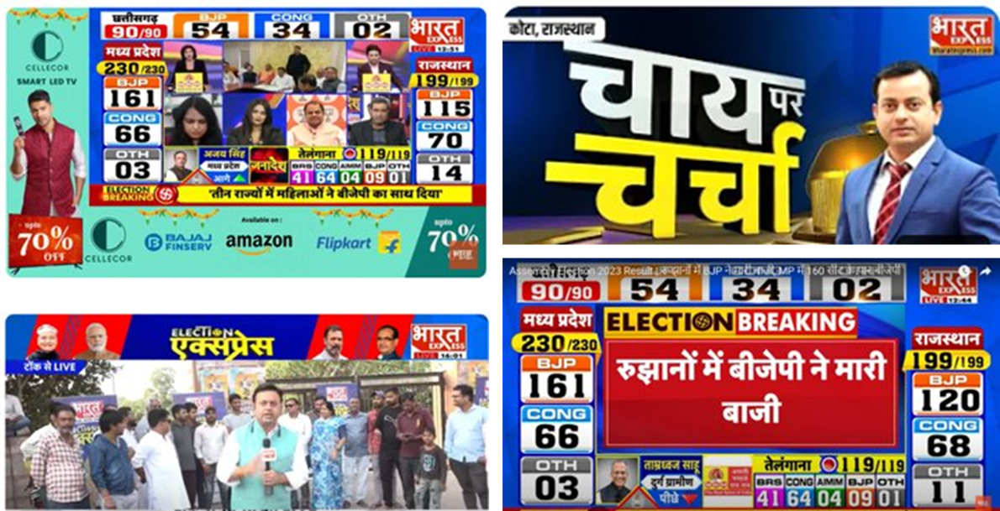 CELLECOR
SMART LED TV
छत्तीसगढ़
90/90
BJP
54
CONG
34
OTH
02
भारत
EXPRESS
LIVE 12:51
मध्य प्रदेश
230/230
BJP
161
CONG
66
OTH
03
राजस्थान
199/199
BJP
115
CONG
70
OTH
14
अजय सिंह
मध्य प्रदेश
आगे
जनादेश
तेलंगाना 119/119
BRS CONG AIMM BJP OTH
41 64 04 09 01
ELECTION
BREAKING
'तीन राज्यों में महिलाओं ने बीजेपी का साथ दिया'
upto
70%
OFF
CELLECOR
Available on :
BAJAJ
FINSERV
amazon
Flipkart
upto
70%
कोटा, राजस्थान
भारत
EXPRESS
bharatexpress.com
चाय पर
चर्चा
ELECTION
एक्सप्रेस
भारत
EXPRESS
LIVE 16:01
टोंक से LIVE
Assembly Election 2023 Result | रुझानों में BJP ने मारी बाजी, MP में 160 सीट के पार बीजेपी
90/90
54
34
02
भारत
EXPRESS
LIVE 12:44
मध्य प्रदेश
230/230
BJP
161
CONG
66
OTH
03
ELECTION BREAKING
रुझानों में बीजेपी ने मारी
बाजी
राजस्थान
199/199
BJP
120
CONG
68
OTH
11
ताम्रध्वज साहू
दुर्ग ग्रामीण
पीछे
तेलंगाना 119/119
BRS CONG AIMM BJP OTH
41 64 04 09 01